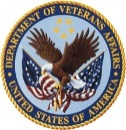 DEPARTMENT OF VETERANS AFFAIRS
UNITED STATES OF AMERICA